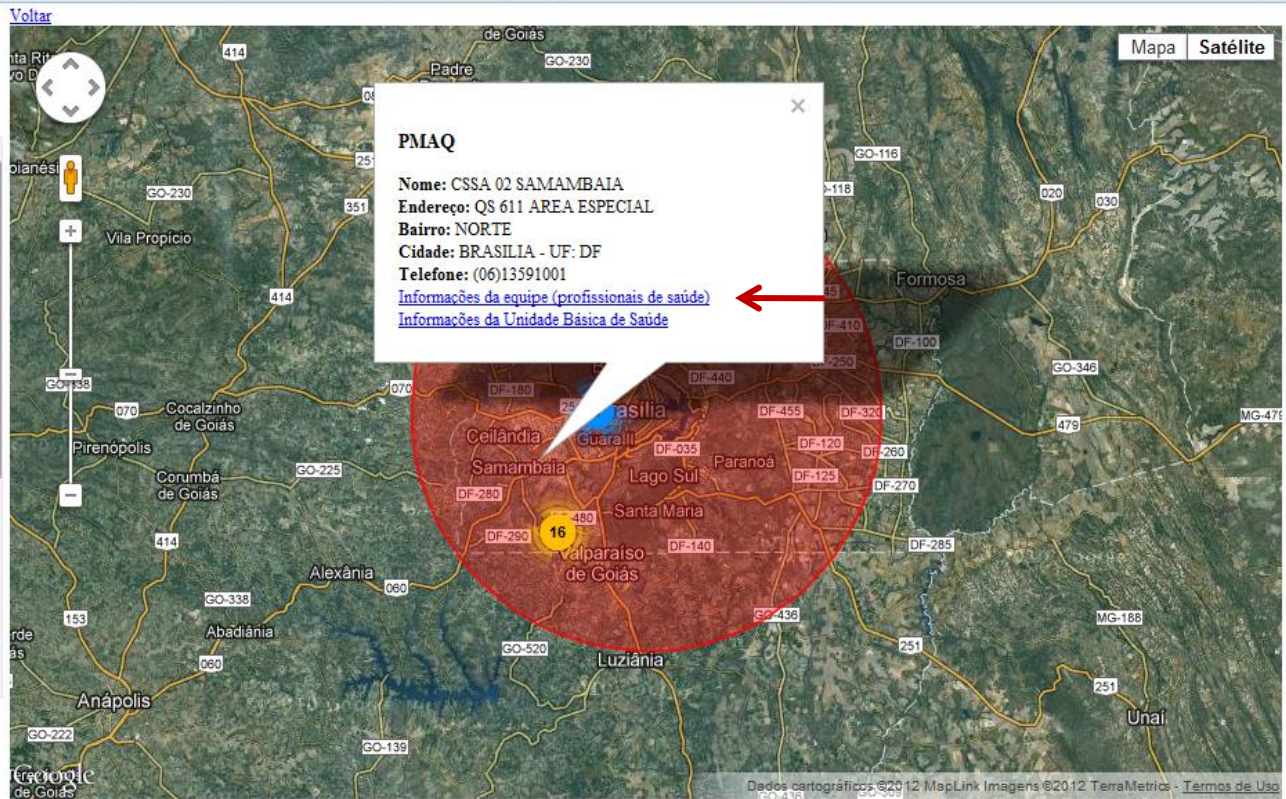 Voltar
de Goiás
Mapa
Satélite
414
GO-230
Padre
PMAQ
Nome: CSSA 02 SAMAMBAIA
Endereço: QS 611 AREA ESPECIAL
Bairro: NORTE
Cidade: BRASILIA - UF: DF
Telefone: (06)13591001
Informações da equipe (profissionais de saúde)
Informações da Unidade Básica de Saúde
GO-116
GO-230
351
020
030
Vila Propício
414
Formosa
DF-100
GO-346
070
DF-180
DF-440
070
Cocalzinho
de Goiás
DF-455
DF-320
MG-479
479
Pirenópolis
Ceilândia
Guará II
DF-035
DF-120
DF-260
Samambaia
Lago Sul
Paranoá
DF-125
DF-270
GO-225
Corumbá
de Goiás
DF-280
Santa Maria
480
16
DF-290
414
Valparaíso
de Goiás
DF-140
DF-285
Alexânia
060
GO-338
153
GO-436
MG-188
Abadiânia
060
GO-520
251
Luziânia
251
Anápolis
Unaí
GO-222
GO-139
Google
de Goiás
Dados cartográficos ©2012 MapLink Imagens ©2012 TerraMetrics - Termos de Uso